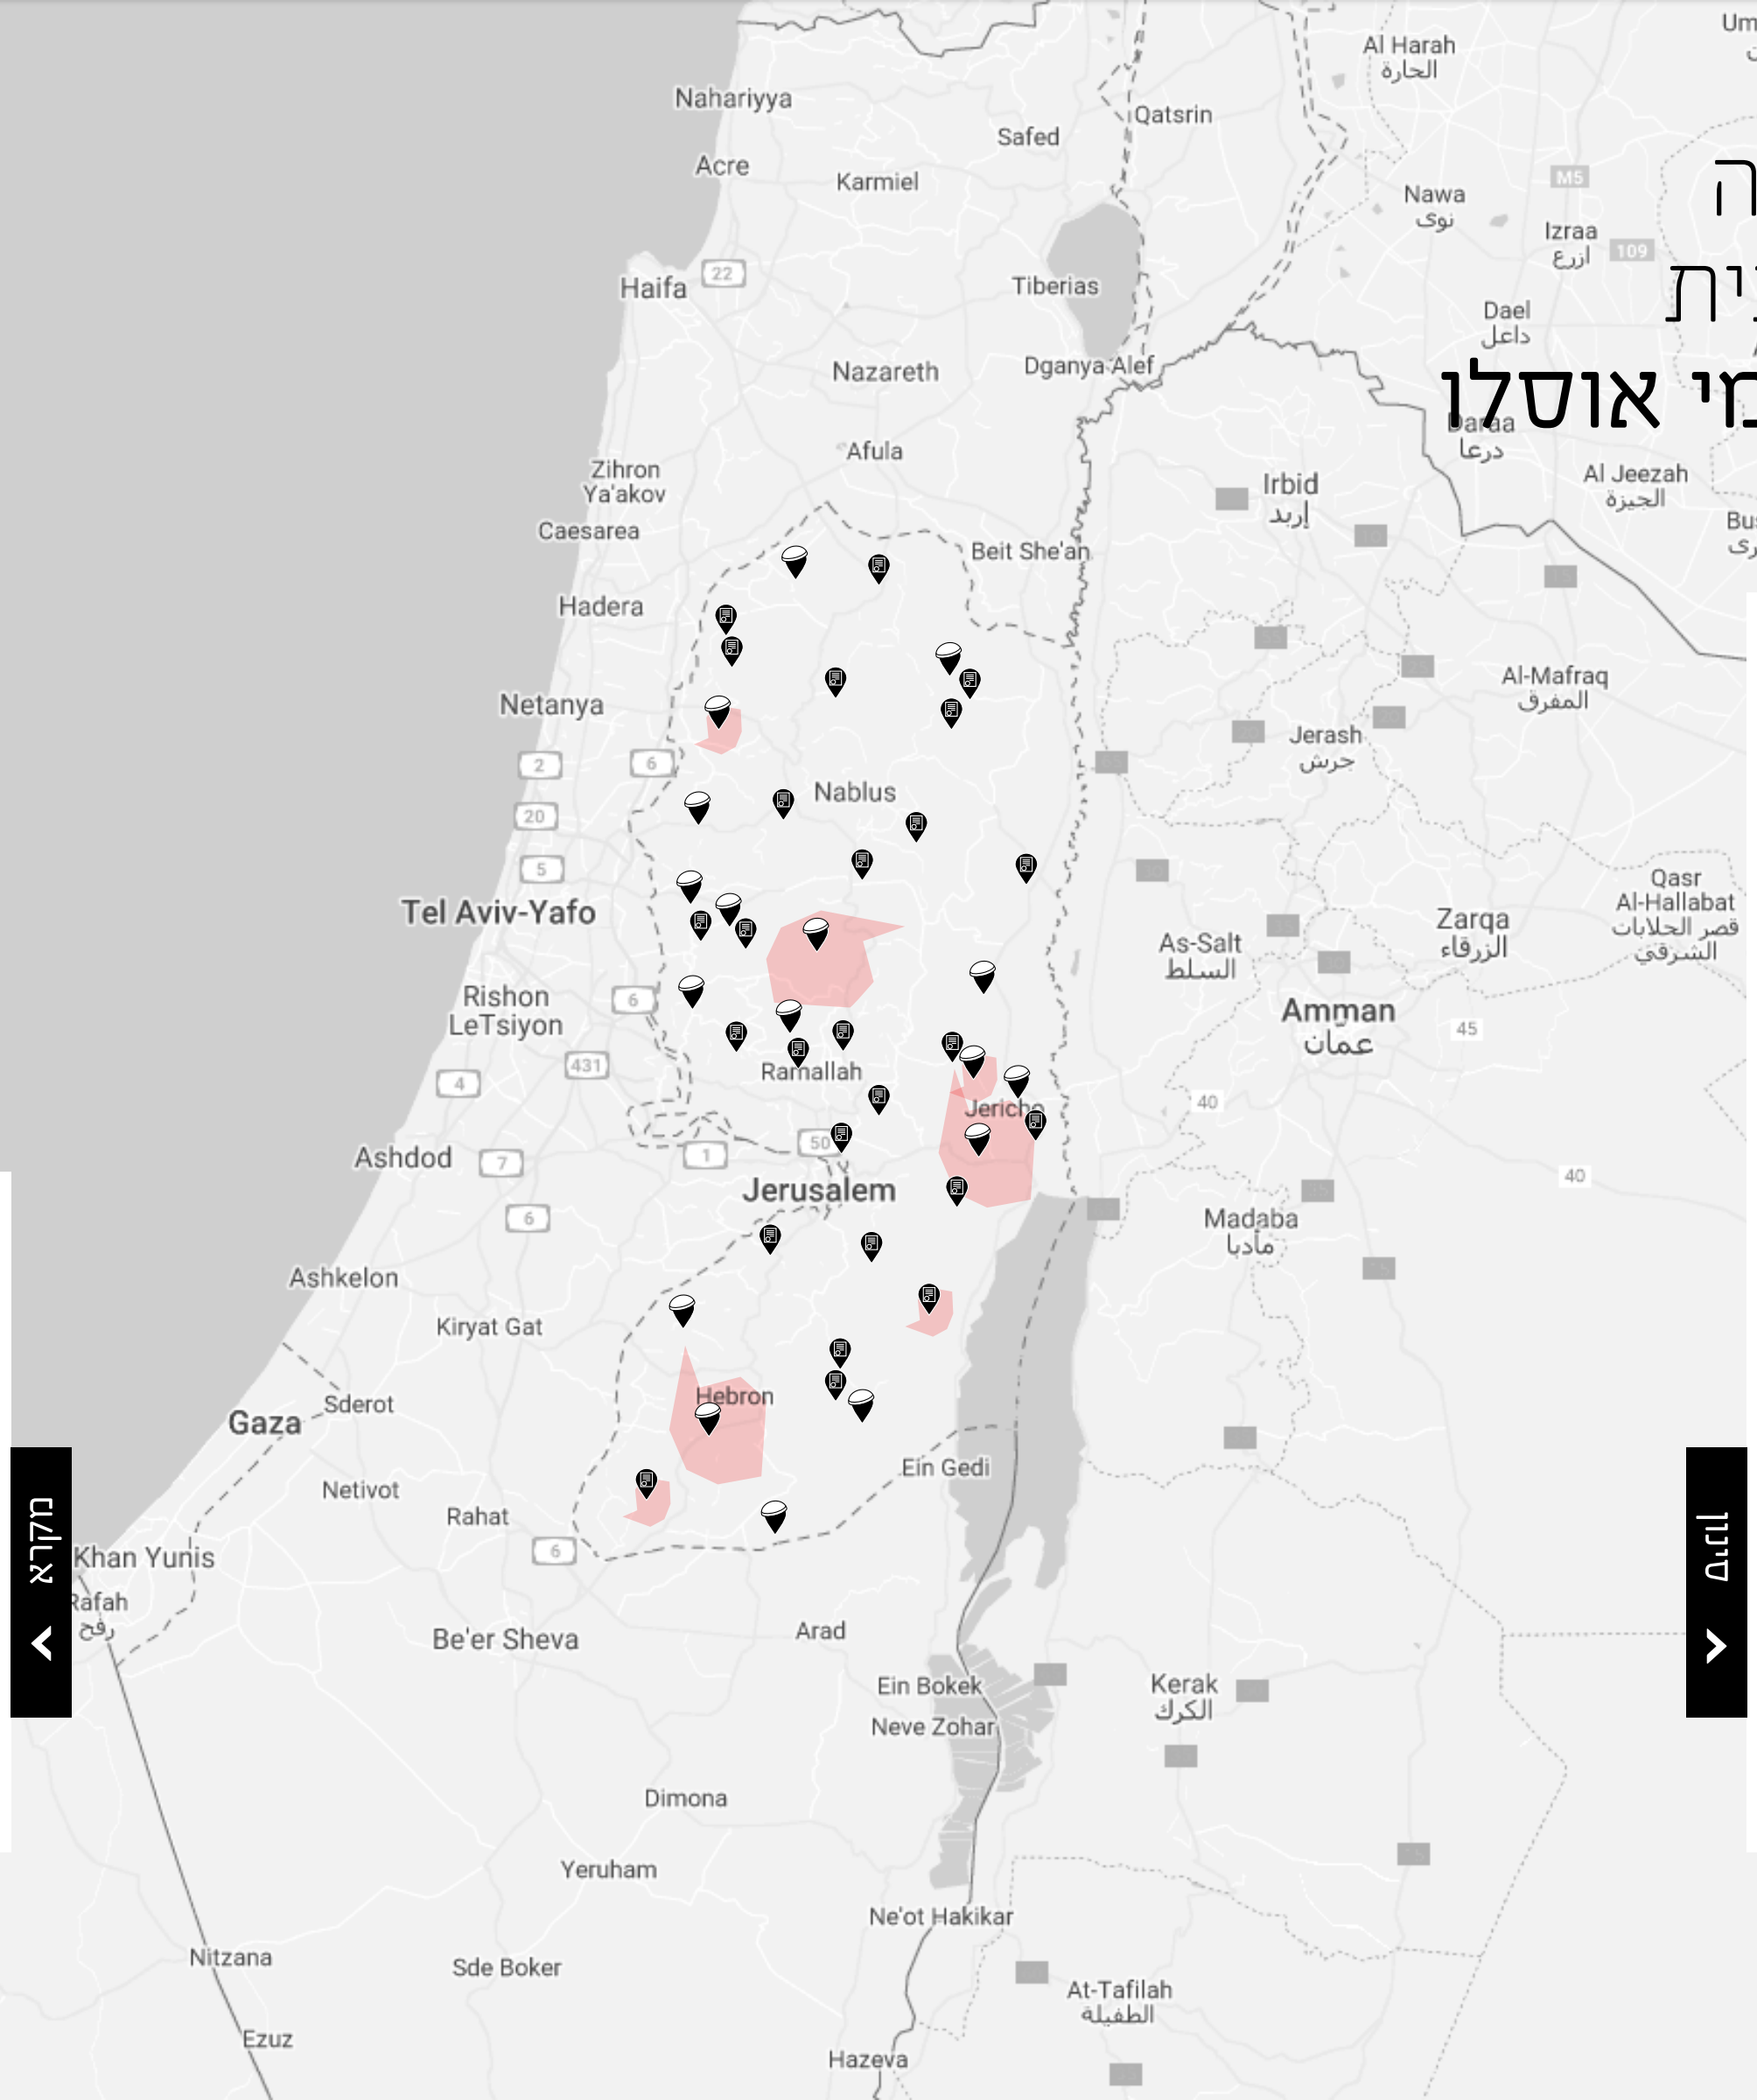 Al Harah
الحارة
Um
Nahariyya
Qatsrin
Safed
Acre
Karmiel
M5
ה
Nawa
نوى
Izraa
ازرع
109
22
Haifa
Tiberias
ית
Dael
داعل
Nazareth
Dganya Alef
מי אוסלו
Daraa
درعا
Afula
Zihron
Ya'akov
Al Jeezah
الجيزة
Irbid
إربد
Caesarea
Beit She'an
Hadera
Al-Mafraq
المفرق
Netanya
Jerash
جرش
2
6
Nablus
20
5
Qasr
Al-Hallabat
قصر الحلابات
الشرقي
Tel Aviv-Yafo
Zarqa
الزرقاء
As-Salt
السلط
Rishon
LeTsiyon
6
Amman
عمان
45
431
Ramallah
4
40
Jericho
50
1
Ashdod
7
40
Jerusalem
6
Madaba
مادبا
Ashkelon
Kiryat Gat
Hebron
Sderot
Gaza
Ein Gedi
Netivot
Rahat
מקרא
סינון
6
Khan Yunis
Rafah
رفح
Be'er Sheva
Arad
Ein Bokek
Kerak
الكرك
Neve Zohar
Dimona
Yeruham
Ne'ot Hakikar
Nitzana
Sde Boker
At-Tafilah
الطفيلة
Ezuz
Hazeva